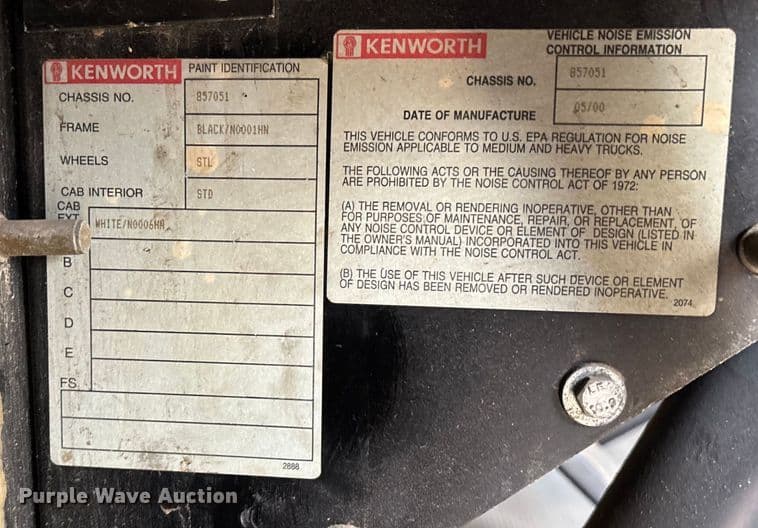 KENWORTH PAINT IDENTIFICATION
CHASSIS NO. 857051
FRAME BLACK/N0001HN
WHEELS STL
CAB INTERIOR STD
CAB
EXT WHITE/N0006HN
B
C
D
E
FS
2888
KENWORTH VEHICLE NOISE EMISSION
CONTROL INFORMATION
CHASSIS NO. 857051
DATE OF MANUFACTURE 05/00
THIS VEHICLE CONFORMS TO U.S. EPA REGULATION FOR NOISE
EMISSION APPLICABLE TO MEDIUM AND HEAVY TRUCKS.
THE FOLLOWING ACTS OR THE CAUSING THEREOF BY ANY PERSON
ARE PROHIBITED BY THE NOISE CONTROL ACT OF 1972:
(A) THE REMOVAL OR RENDERING INOPERATIVE, OTHER THAN
FOR PURPOSES OF MAINTENANCE, REPAIR, OR REPLACEMENT, OF
ANY NOISE CONTROL DEVICE OR ELEMENT OF DESIGN (LISTED IN
THE OWNER'S MANUAL) INCORPORATED INTO THIS VEHICLE IN
COMPLIANCE WITH THE NOISE CONTROL ACT.
(B) THE USE OF THIS VEHICLE AFTER SUCH DEVICE OR ELEMENT
OF DESIGN HAS BEEN REMOVED OR RENDERED INOPERATIVE.
2074
10.9
Purple Wave Auction